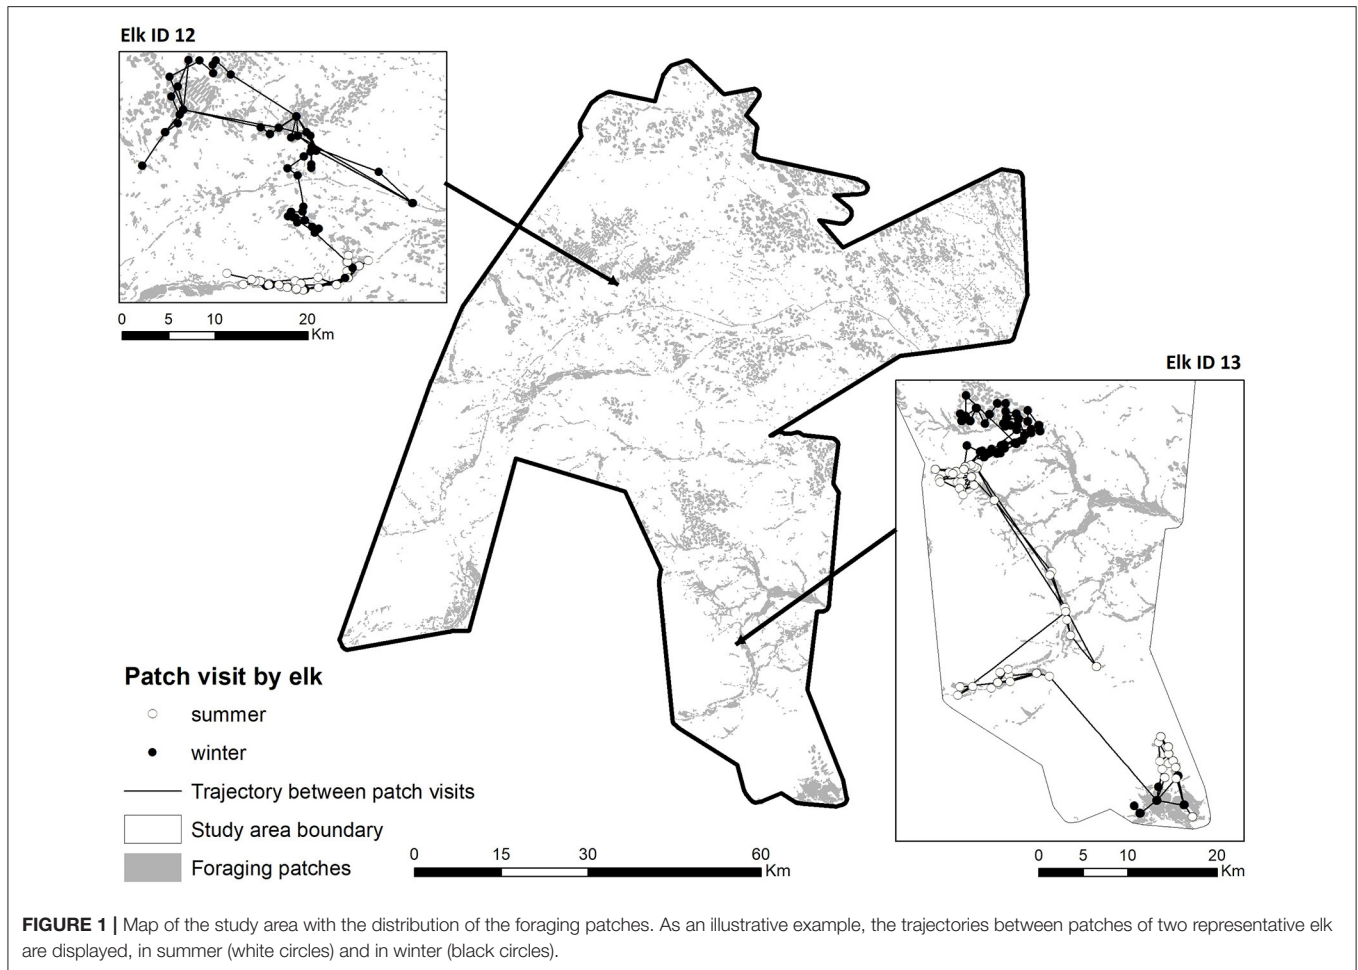 Elk ID 12
0 5 10 20
Km
Elk ID 13
0 5 10 20
Km
Patch visit by elk
summer
winter
Trajectory between patch visits
Study area boundary
Foraging patches
0 15 30 60
Km
FIGURE 1 | Map of the study area with the distribution of the foraging patches. As an illustrative example, the trajectories between patches of two representative elk
are displayed, in summer (white circles) and in winter (black circles).